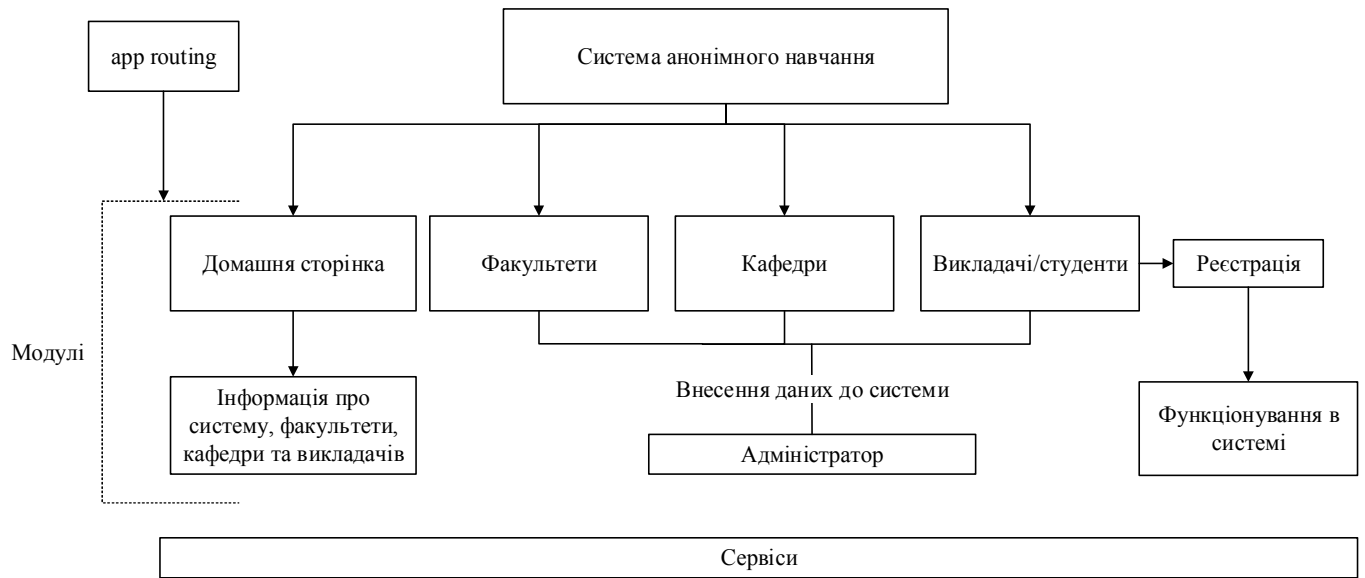 app routing
Система анонімного навчання
Домашня сторінка
Факультети
Кафедри
Викладачі/студенти
Реєстрація
Модулі
Інформація про
систему, факультети,
кафедри та викладачів
Внесення даних до системи
Адміністратор
Функціонування в
системі
Сервіси